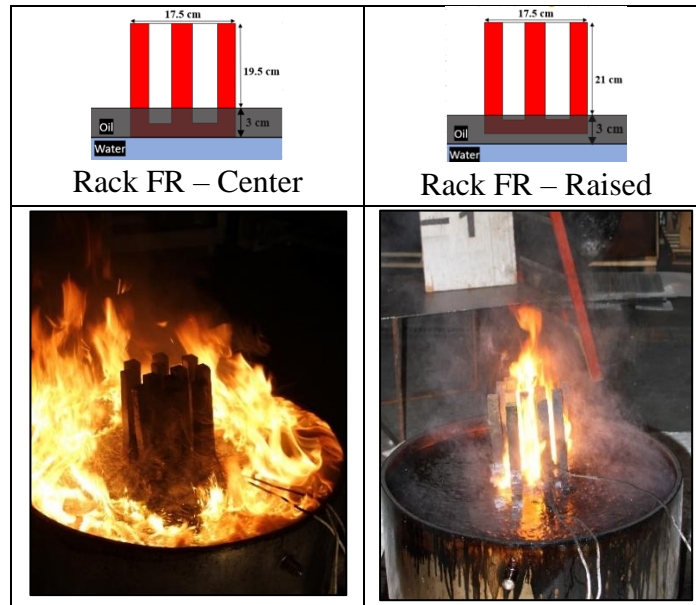 17.5 cm
19.5 cm
Oil
3 cm
Water
Rack FR – Center
17.5 cm
21 cm
Oil
3 cm
Water
Rack FR – Raised
-1